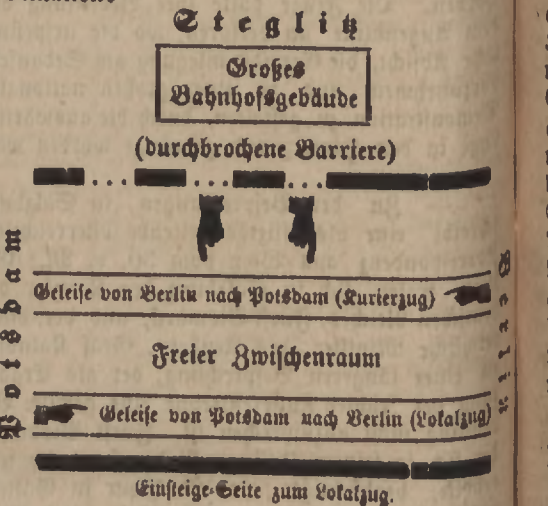 Steglitz
Großes
Bahnhofsgebäude
(durchbrochene Barriere)
Potsdam
Geleise von Berlin nach Potsdam (Kurierzug)
Freier Zwischenraum
Geleise von Potsdam nach Berlin (Lokalzug)
Berlin
Einsteige-Seite zum Lokalzug.